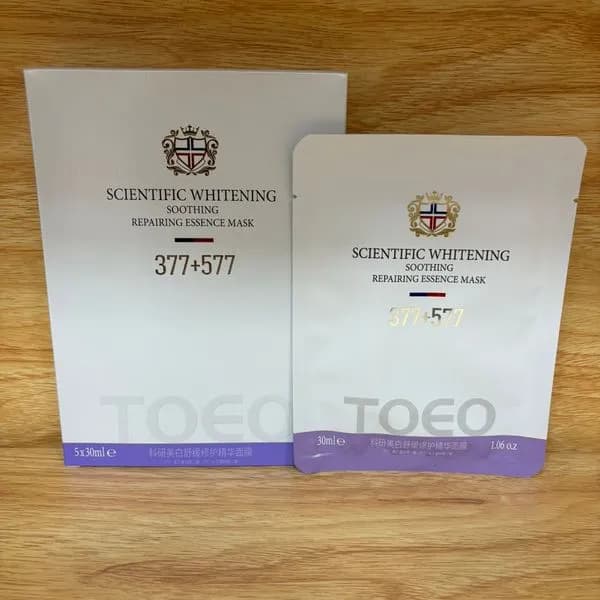 SCIENTIFIC WHITENING
SOOTHING
REPAIRING ESSENCE MASK
377+577
TOEO
5x30ml e
科研美白舒缓修护精华面膜
SCIENTIFIC WHITENING
SOOTHING
REPAIRING ESSENCE MASK
377+577
TOEO
30ml e
科研美白舒缓修护精华面膜
1.06 o.z